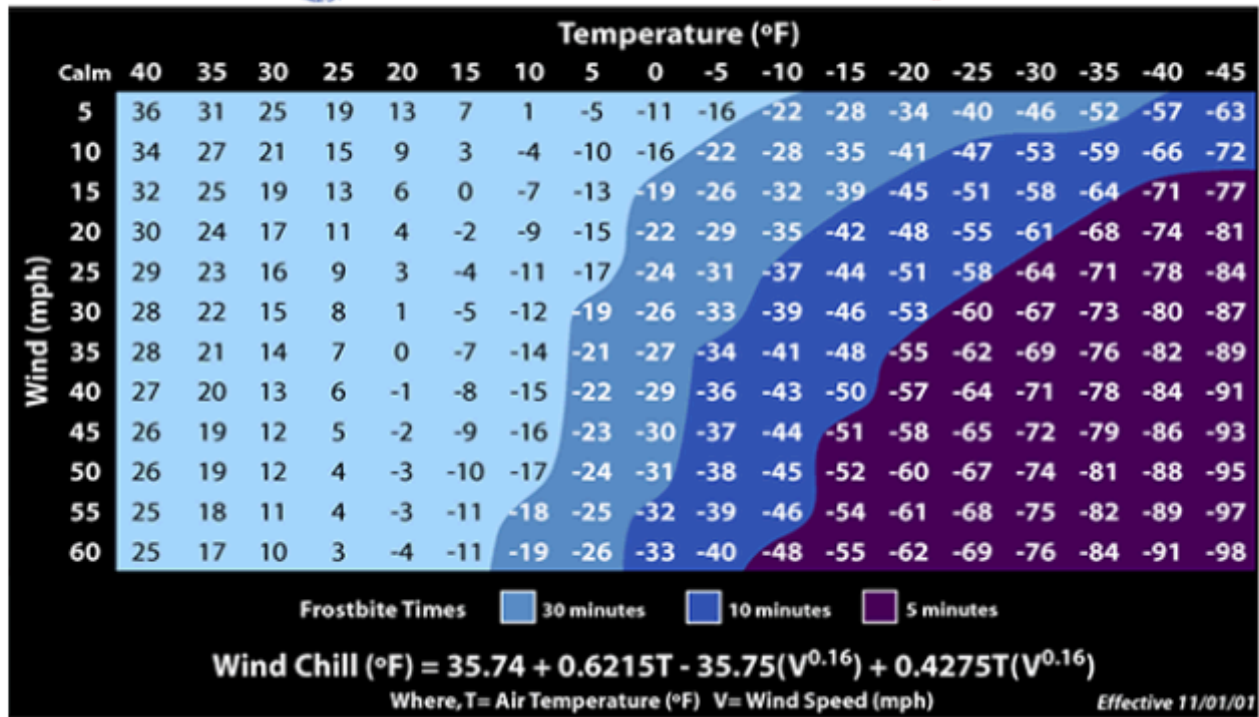 Temperature (ºF)
Calm 40 35 30 25 20 15 10 5 0 -5 -10 -15 -20 -25 -30 -35 -40 -45
5 36 31 25 19 13 7 1 -5 -11 -16 -22 -28 -34 -40 -46 -52 -57 -63
10 34 27 21 15 9 3 -4 -10 -16 -22 -28 -35 -41 -47 -53 -59 -66 -72
15 32 25 19 13 6 0 -7 -13 -19 -26 -32 -39 -45 -51 -58 -64 -71 -77
20 30 24 17 11 4 -2 -9 -15 -22 -29 -35 -42 -48 -55 -61 -68 -74 -81
25 29 23 16 9 3 -4 -11 -17 -24 -31 -37 -44 -51 -58 -64 -71 -78 -84
30 28 22 15 8 1 -5 -12 -19 -26 -33 -39 -46 -53 -60 -67 -73 -80 -87
35 28 21 14 7 0 -7 -14 -21 -27 -34 -41 -48 -55 -62 -69 -76 -82 -89
40 27 20 13 6 -1 -8 -15 -22 -29 -36 -43 -50 -57 -64 -71 -78 -84 -91
45 26 19 12 5 -2 -9 -16 -23 -30 -37 -44 -51 -58 -65 -72 -79 -86 -93
50 26 19 12 4 -3 -10 -17 -24 -31 -38 -45 -52 -60 -67 -74 -81 -88 -95
55 25 18 11 4 -3 -11 -18 -25 -32 -39 -46 -54 -61 -68 -75 -82 -89 -97
60 25 17 10 3 -4 -11 -19 -26 -33 -40 -48 -55 -62 -69 -76 -84 -91 -98
Wind (mph)
Frostbite Times 30 minutes 10 minutes 5 minutes
Wind Chill (ºF) = 35.74 + 0.6215T - 35.75(V0.16) + 0.4275T(V0.16)
Where, T= Air Temperature (ºF) V= Wind Speed (mph) Effective 11/01/01